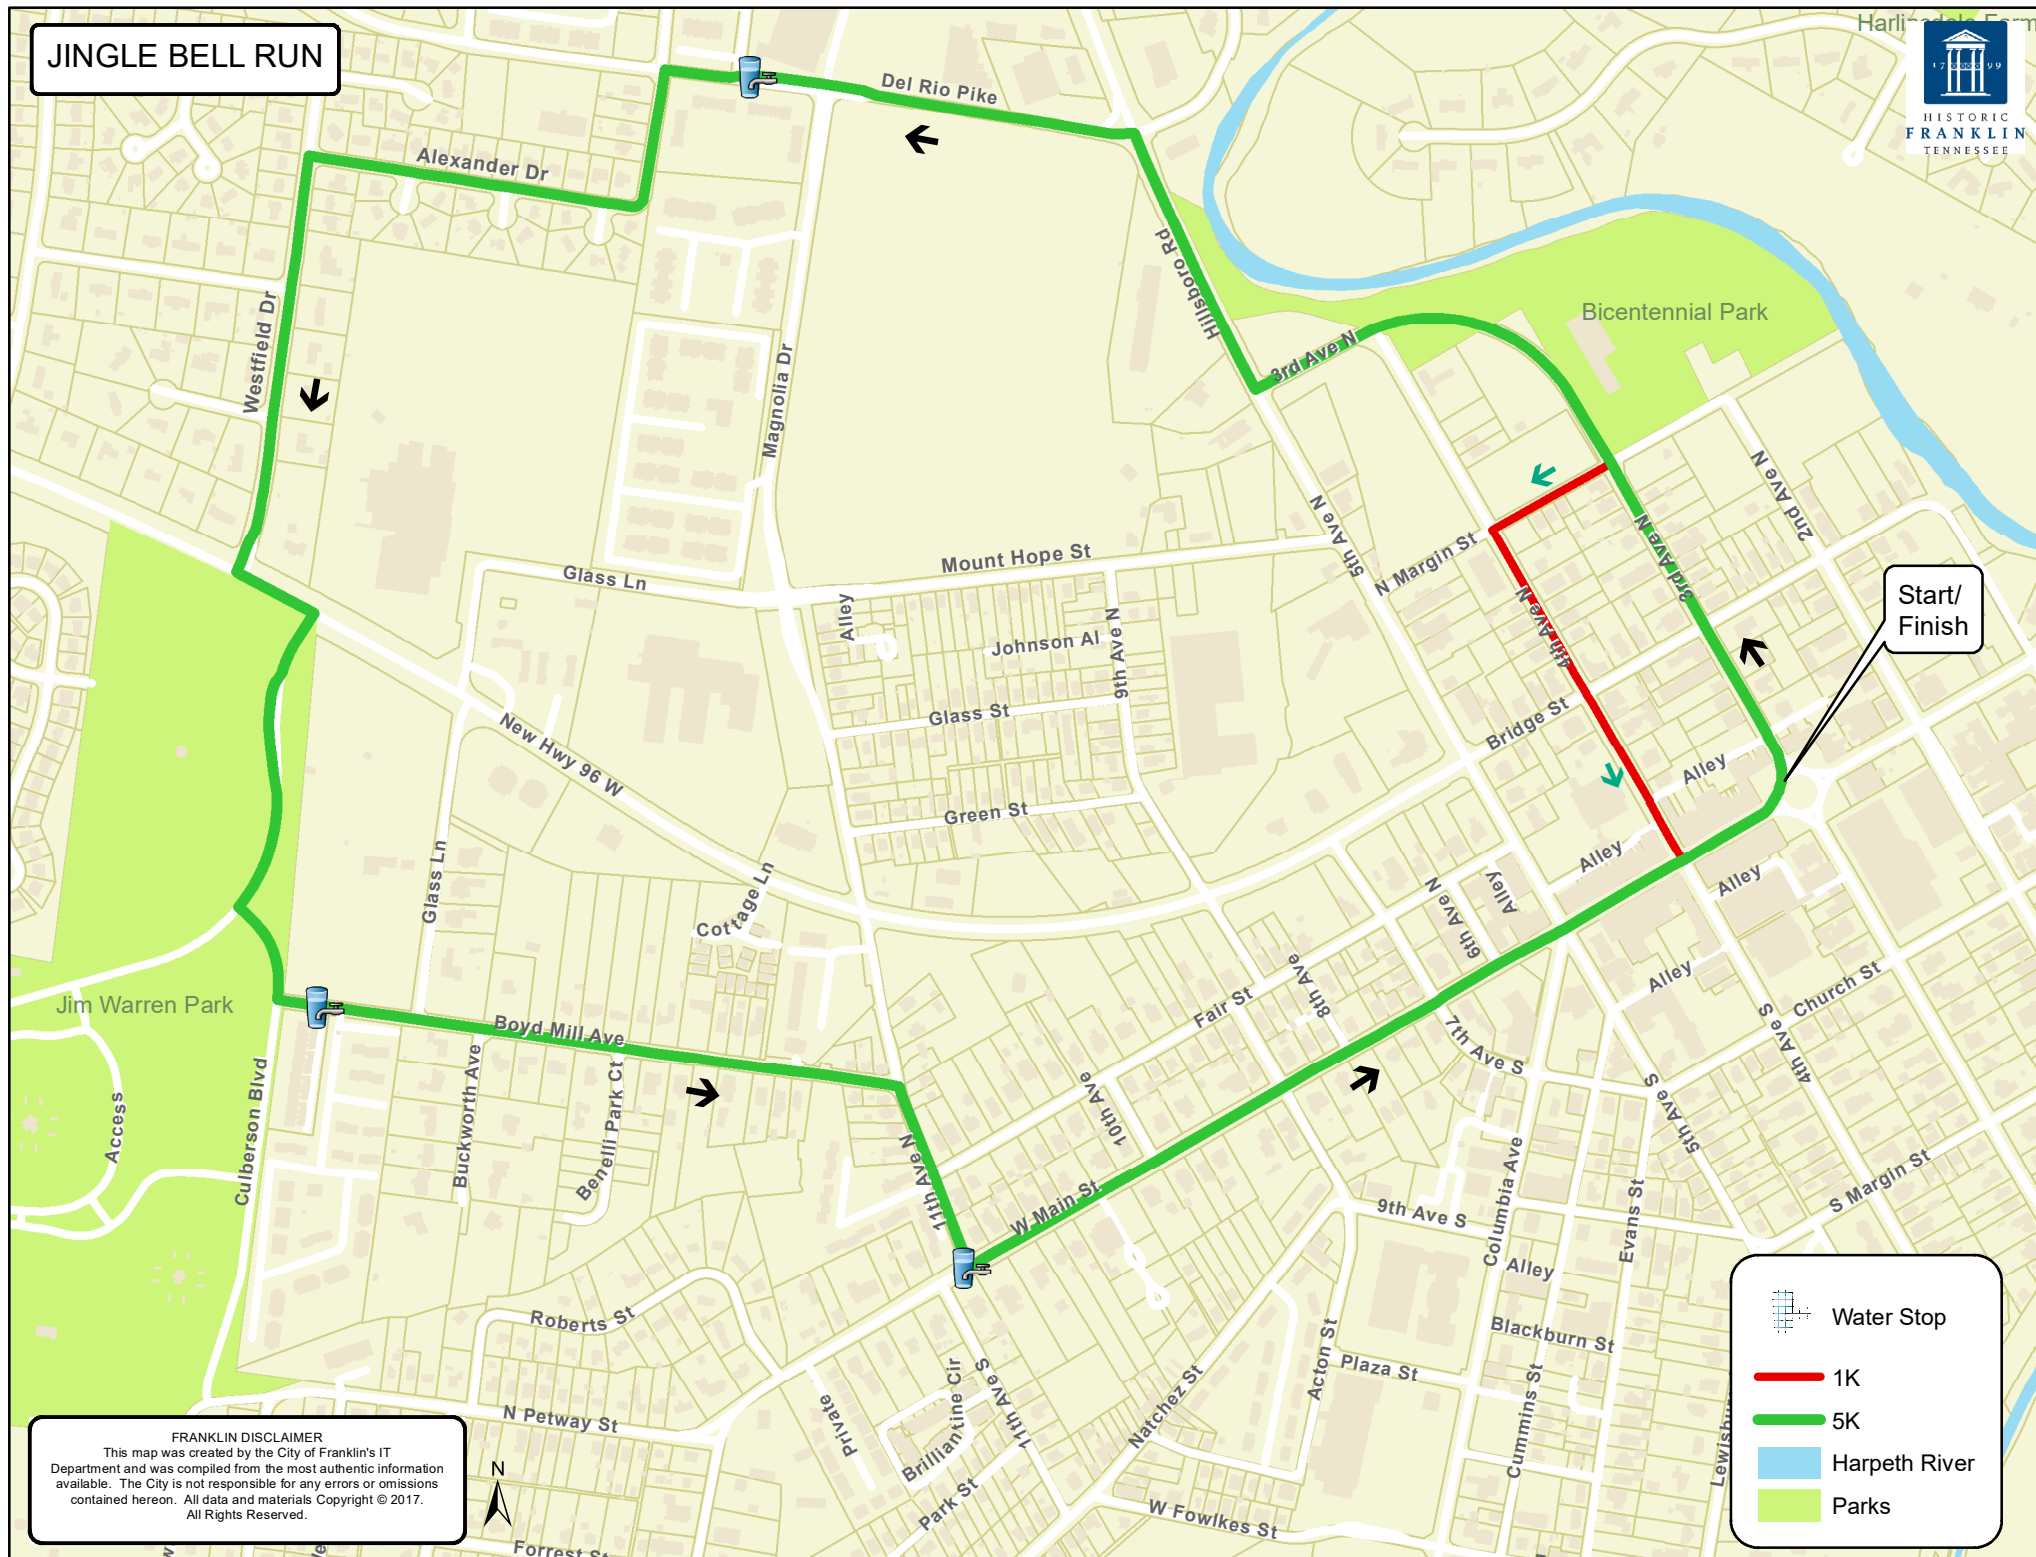 JINGLE BELL RUN
1799
HISTORIC
FRANKLIN
TENNESSEE
Del Rio Pike
Alexander Dr
Hillsboro Rd
Bicentennial Park
3rd Ave N
Westfield Dr
Magnolia Dr
2nd Ave N
5th Ave N
N Margin St
3rd Ave N
Mount Hope St
Glass Ln
Start/
Finish
Alley
Johnson Al
9th Ave N
4th Ave N
Glass St
Bridge St
New Hwy 96 W
Alley
Green St
Glass Ln
Cottage Ln
Alley
Alley
Alley
6th Ave N
6th Ave
Alley
Church St
8th Ave
Fair St
Jim Warren Park
Boyd Mill Ave
7th Ave S
4th Ave S
Access
Culberson Blvd
Buckworth Ave
Benelli Park Ct
10th Ave
5th Ave S
11th Ave N
W Main St
9th Ave S
Columbia Ave
Evans St
S Margin St
Alley
Roberts St
Blackburn St
Plaza St
Acton St
Natchez St
Cummins St
N Petway St
Private
Brilliantine Cir
11th Ave S
Park St
W Fowlkes St
Forrest St
Water Stop
1K
5K
Harpeth River
Parks
FRANKLIN DISCLAIMER
This map was created by the City of Franklin's IT
Department and was compiled from the most authentic information
available. The City is not responsible for any errors or omissions
contained hereon. All data and materials Copyright © 2017.
All Rights Reserved.
N